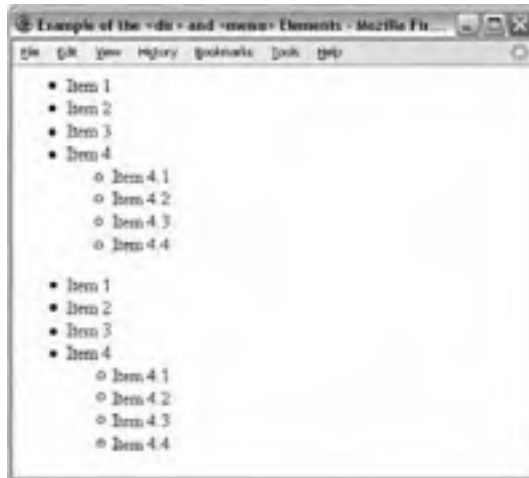 Example of the <dir> and <menu> Elements - Mozilla Fir...
File Edit View History Bookmarks Tools Help
• Item 1
• Item 2
• Item 3
• Item 4
o Item 4.1
o Item 4.2
o Item 4.3
o Item 4.4
• Item 1
• Item 2
• Item 3
• Item 4
o Item 4.1
o Item 4.2
o Item 4.3
o Item 4.4